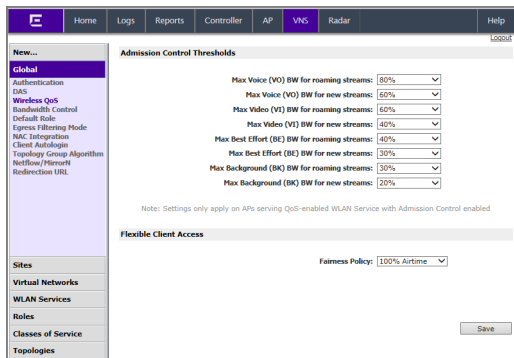 E Home Logs Reports Controller AP VNS Radar Help
Logout
New...
Global
Authentication
DAS
Wireless QoS
Bandwidth Control
Default Role
Egress Filtering Mode
NAC Integration
Client Autologin
Topology Group Algorithm
Netflow/MirrorN
Redirection URL
Sites
Virtual Networks
WLAN Services
Roles
Classes of Service
Topologies
Admission Control Thresholds
Max Voice (VO) BW for roaming streams: 80%
Max Voice (VO) BW for new streams: 60%
Max Video (VI) BW for roaming streams: 60%
Max Video (VI) BW for new streams: 40%
Max Best Effort (BE) BW for roaming streams: 40%
Max Best Effort (BE) BW for new streams: 30%
Max Background (BK) BW for roaming streams: 30%
Max Background (BK) BW for new streams: 20%
Note: Settings only apply on APs serving QoS-enabled WLAN Service with Admission Control enabled
Flexible Client Access
Fairness Policy: 100% Airtime
Save